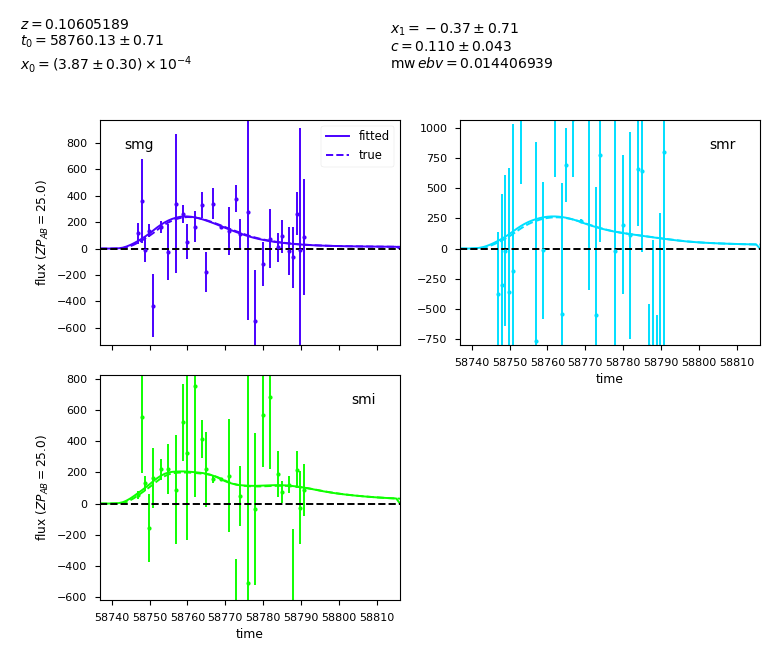 z = 0.10605189
t₀ = 58760.13 ± 0.71
x₀ = (3.87 ± 0.30) × 10⁻⁴
x₁ = −0.37 ± 0.71
c = 0.110 ± 0.043
mw ebv = 0.014406939
smg
fitted
true
800
600
400
200
0
−200
−400
−600
flux (ZP_AB = 25.0)
smr
1000
750
500
250
0
−250
−500
−750
58740 58750 58760 58770 58780 58790 58800 58810
time
smi
800
600
400
200
0
−200
−400
−600
flux (ZP_AB = 25.0)
58740 58750 58760 58770 58780 58790 58800 58810
time